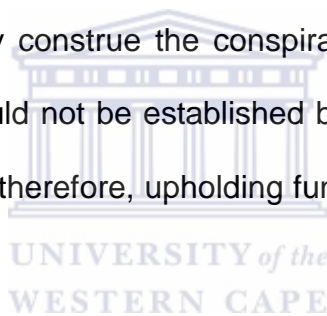 construe the conspira
uld not be established b
therefore, upholding fur
UNIVERSITY of the
WESTERN CAPE